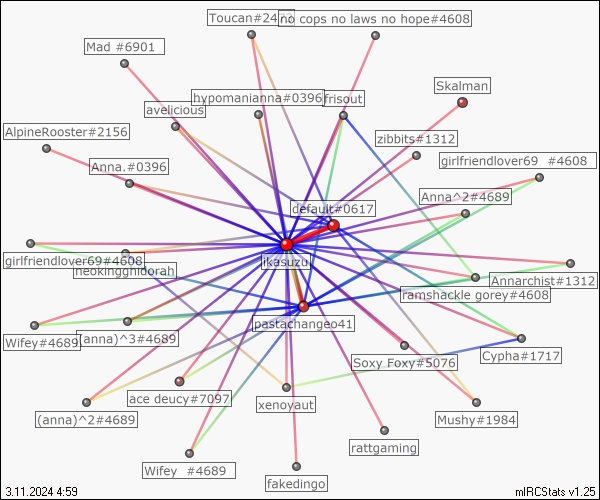 Toucan#24
no cops no laws no hope#4608
Mad #6901
Skalman
hypomanianna#0396
frisout
avelicious
AlpineRooster#2156
zibbits#1312
girlfriendlover69 #4608
Anna.#0396
Anna^2#4689
default#0617
girlfriendlover69#4608
ikasuzu
neokingghidorah
Annarchist#1312
ramshackle gorey#4608
pastachangeo41
Wifey#4689
(anna)^3#4689
Cypha#1717
Soxy Foxy#5076
ace deucy#7097
xenoyaut
(anna)^2#4689
Mushy#1984
rattgaming
Wifey #4689
fakedingo
3.11.2024 4:59
mIRCStats v1.25